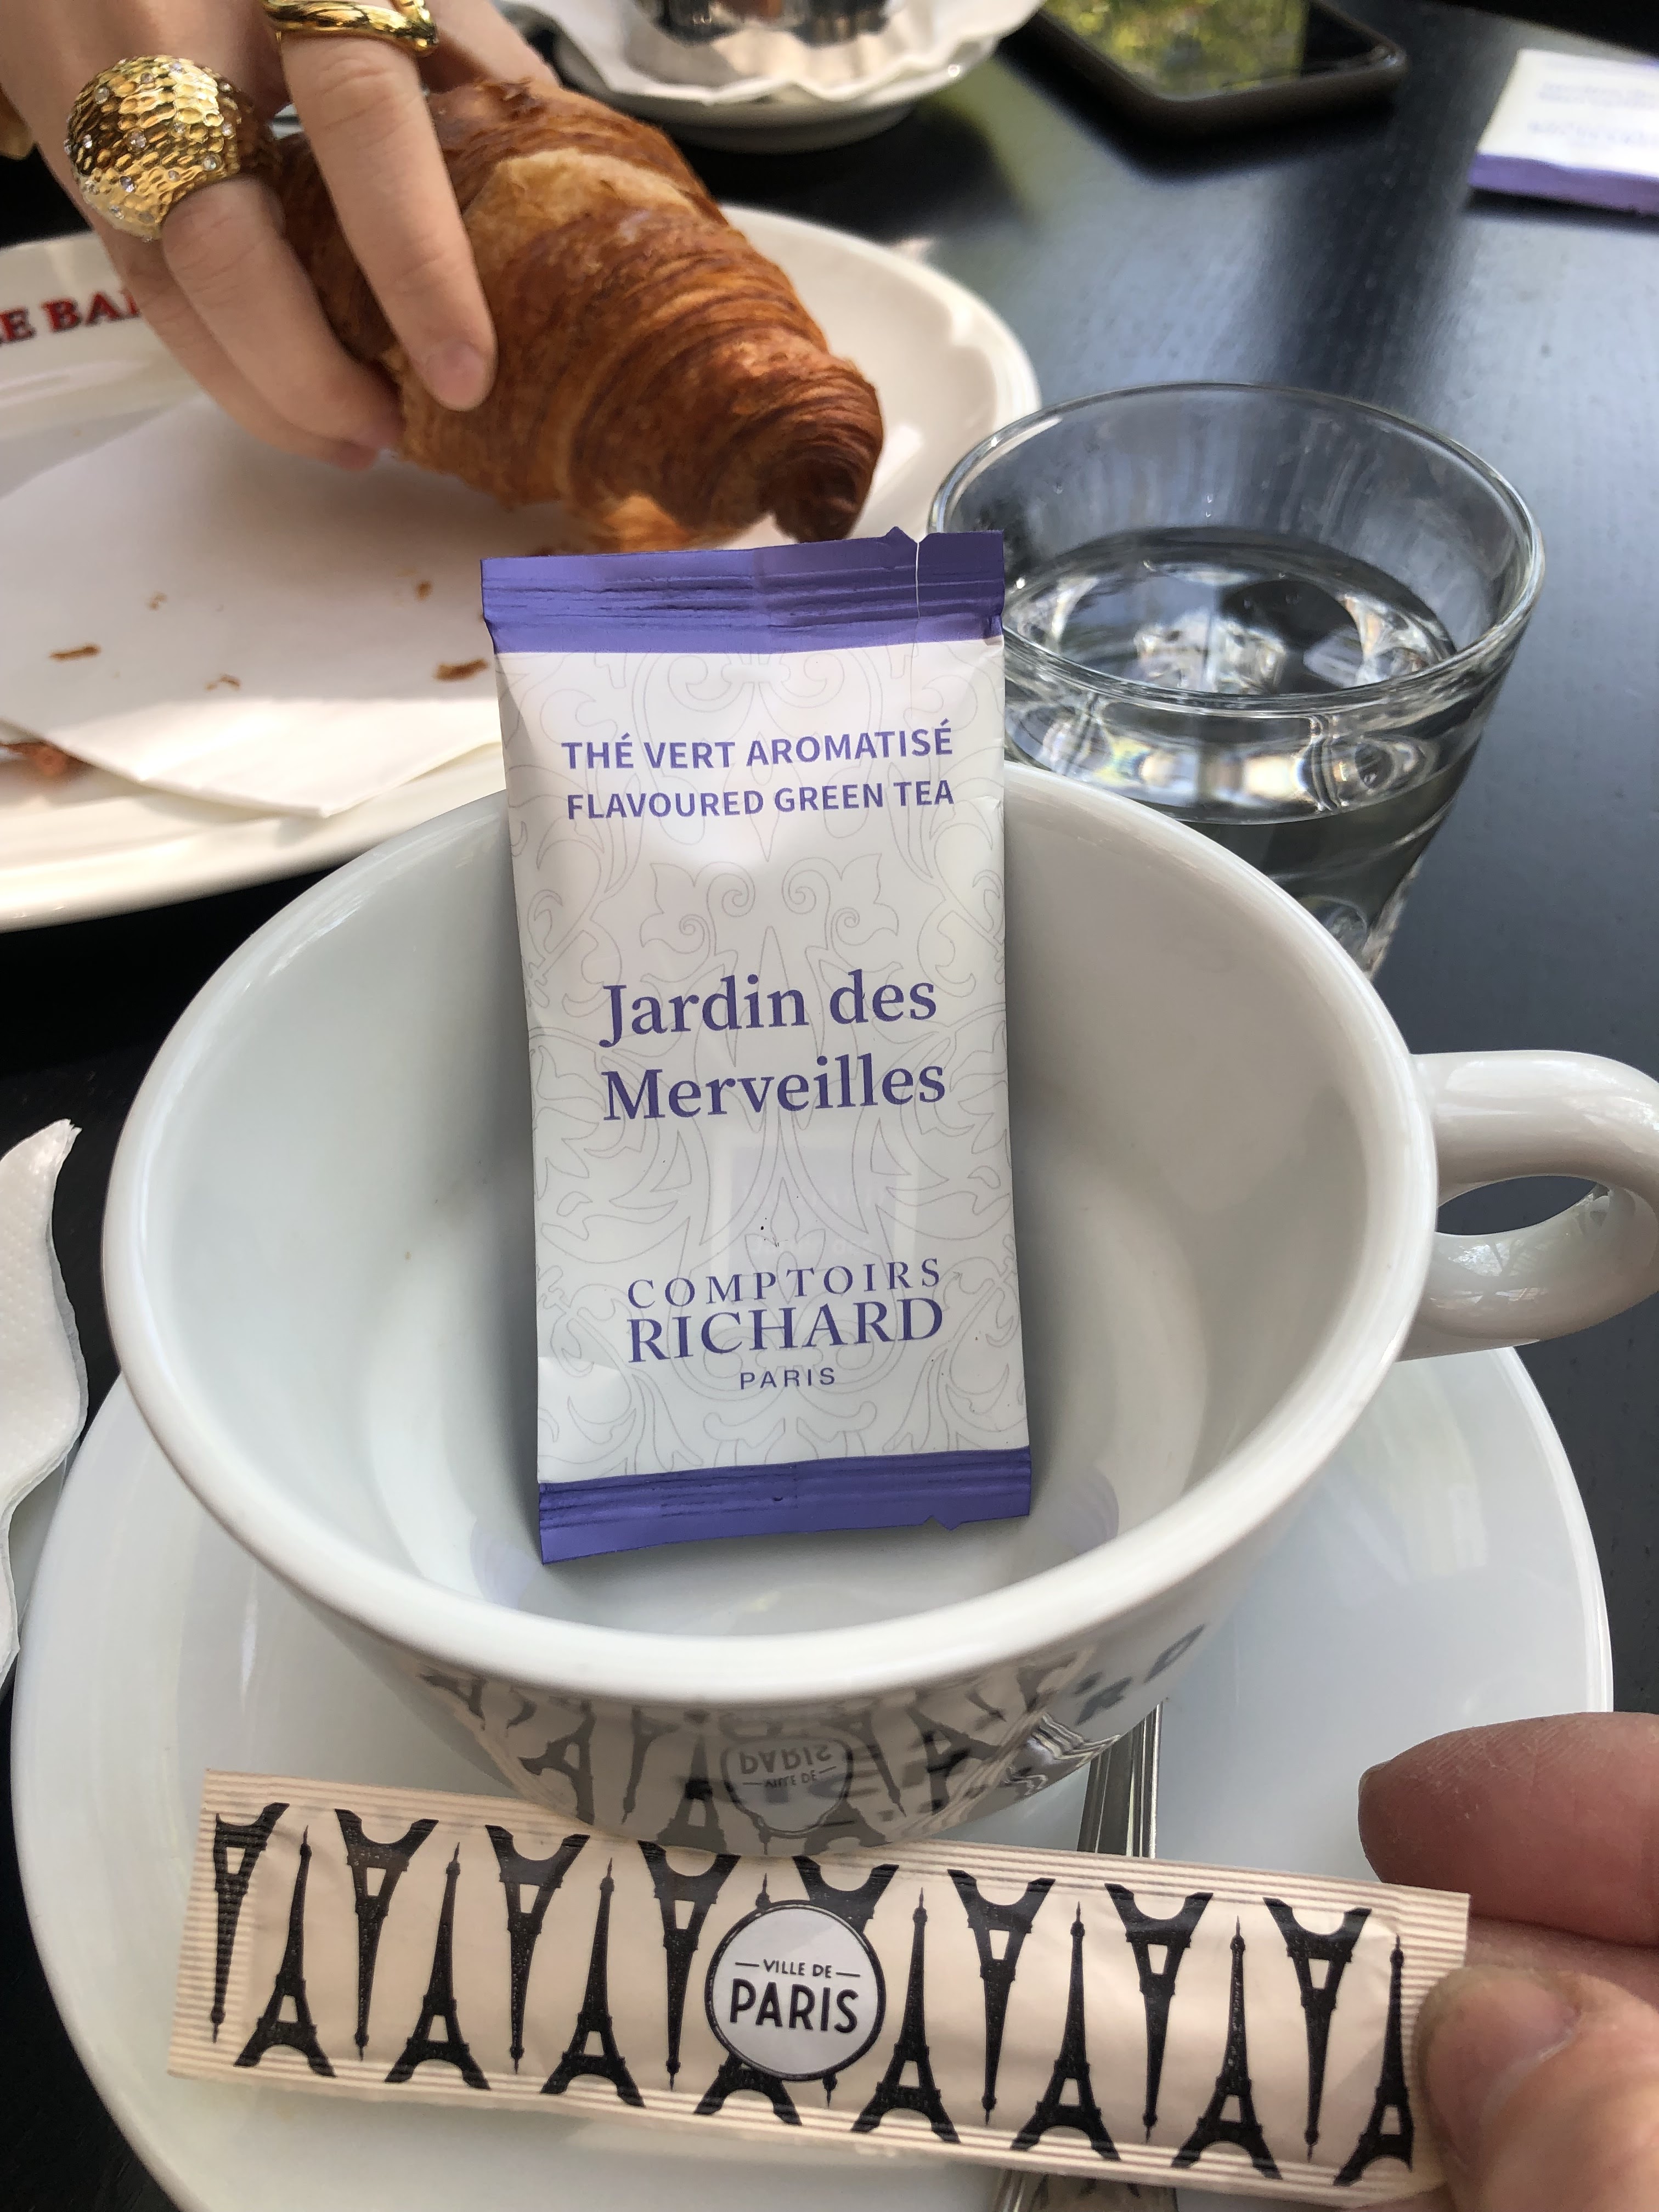 THÉ VERT AROMATISÉ
FLAVOURED GREEN TEA
Jardin des
Merveilles
COMPTOIRS
RICHARD
PARIS
VILLE DE
PARIS